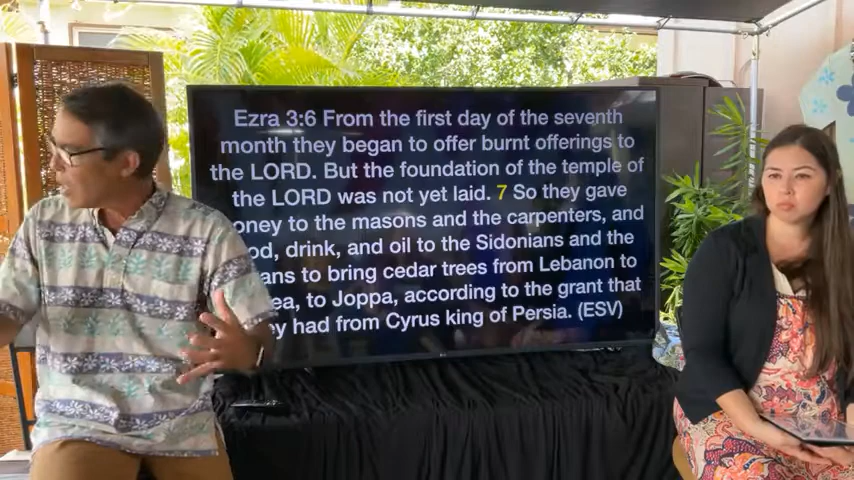 Ezra 3:6 From the first day of the seventh
month they began to offer burnt offerings to
the LORD. But the foundation of the temple of
the LORD was not yet laid. 7 So they gave
oney to the masons and the carpenters, and
od, drink, and oil to the Sidonians and the
ans to bring cedar trees from Lebanon to
ea, to Joppa, according to the grant that
y had from Cyrus king of Persia. (ESV)